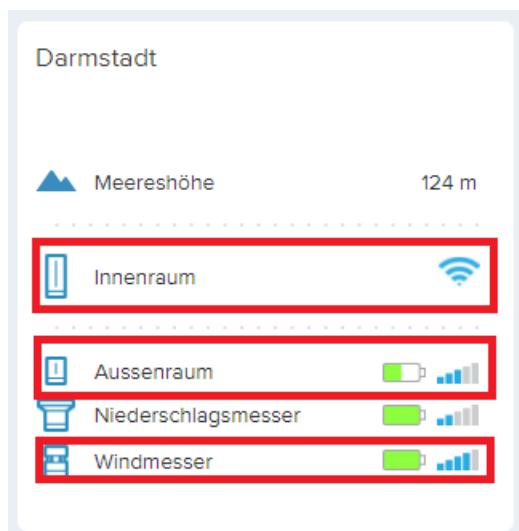 Darmstadt
Meereshöhe 124 m
Innenraum
Aussenraum
Niederschlagsmesser
Windmesser